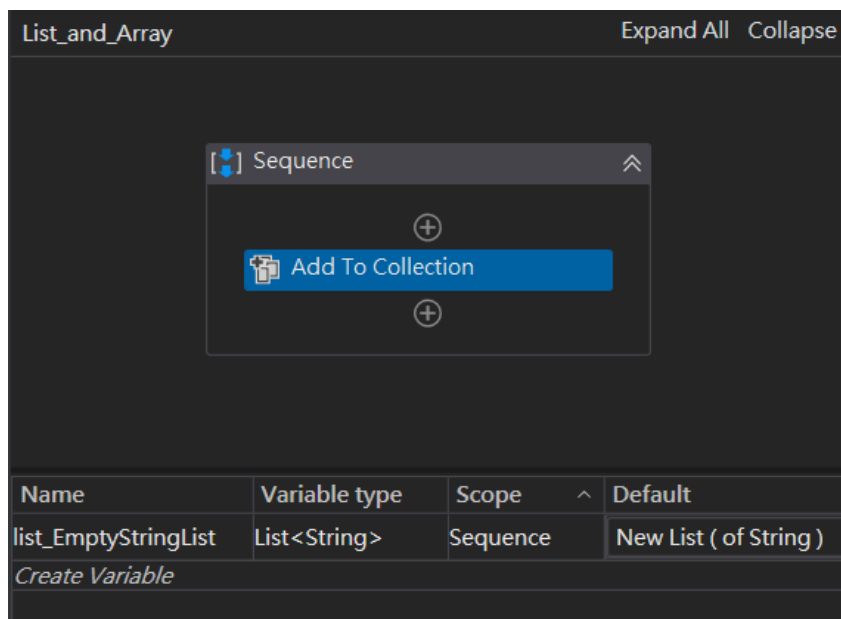 List_and_Array Expand All Collapse
Sequence
Add To Collection
Name Variable type Scope Default
list_EmptyStringList List<String> Sequence New List ( of String )
Create Variable